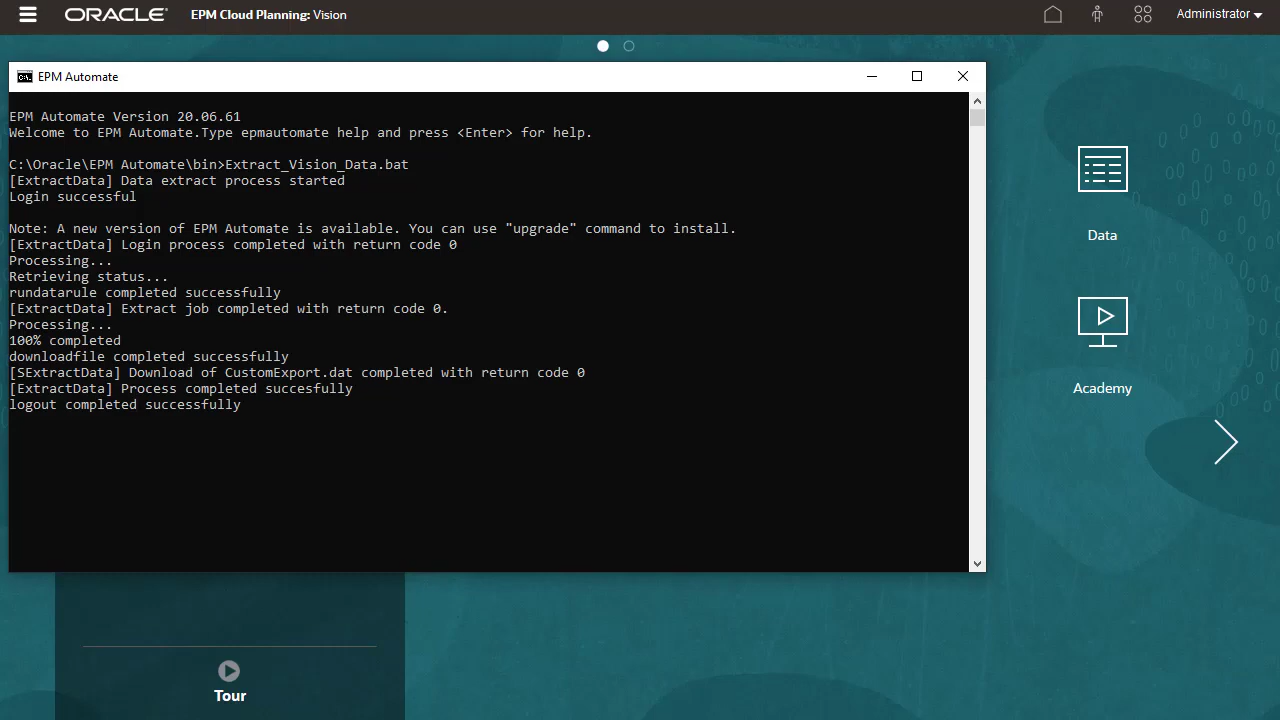 ORACLE EPM Cloud Planning: Vision Administrator
EPM Automate
EPM Automate Version 20.06.61
Welcome to EPM Automate.Type epmautomate help and press <Enter> for help.
C:\Oracle\EPM Automate\bin>Extract_Vision_Data.bat
[ExtractData] Data extract process started
Login successful
Note: A new version of EPM Automate is available. You can use "upgrade" command to install.
[ExtractData] Login process completed with return code 0
Processing...
Retrieving status...
rundatarule completed successfully
[ExtractData] Extract job completed with return code 0.
Processing...
100% completed
downloadfile completed successfully
[SExtractData] Download of CustomExport.dat completed with return code 0
[ExtractData] Process completed succesfully
logout completed successfully
Data
Academy
Tour